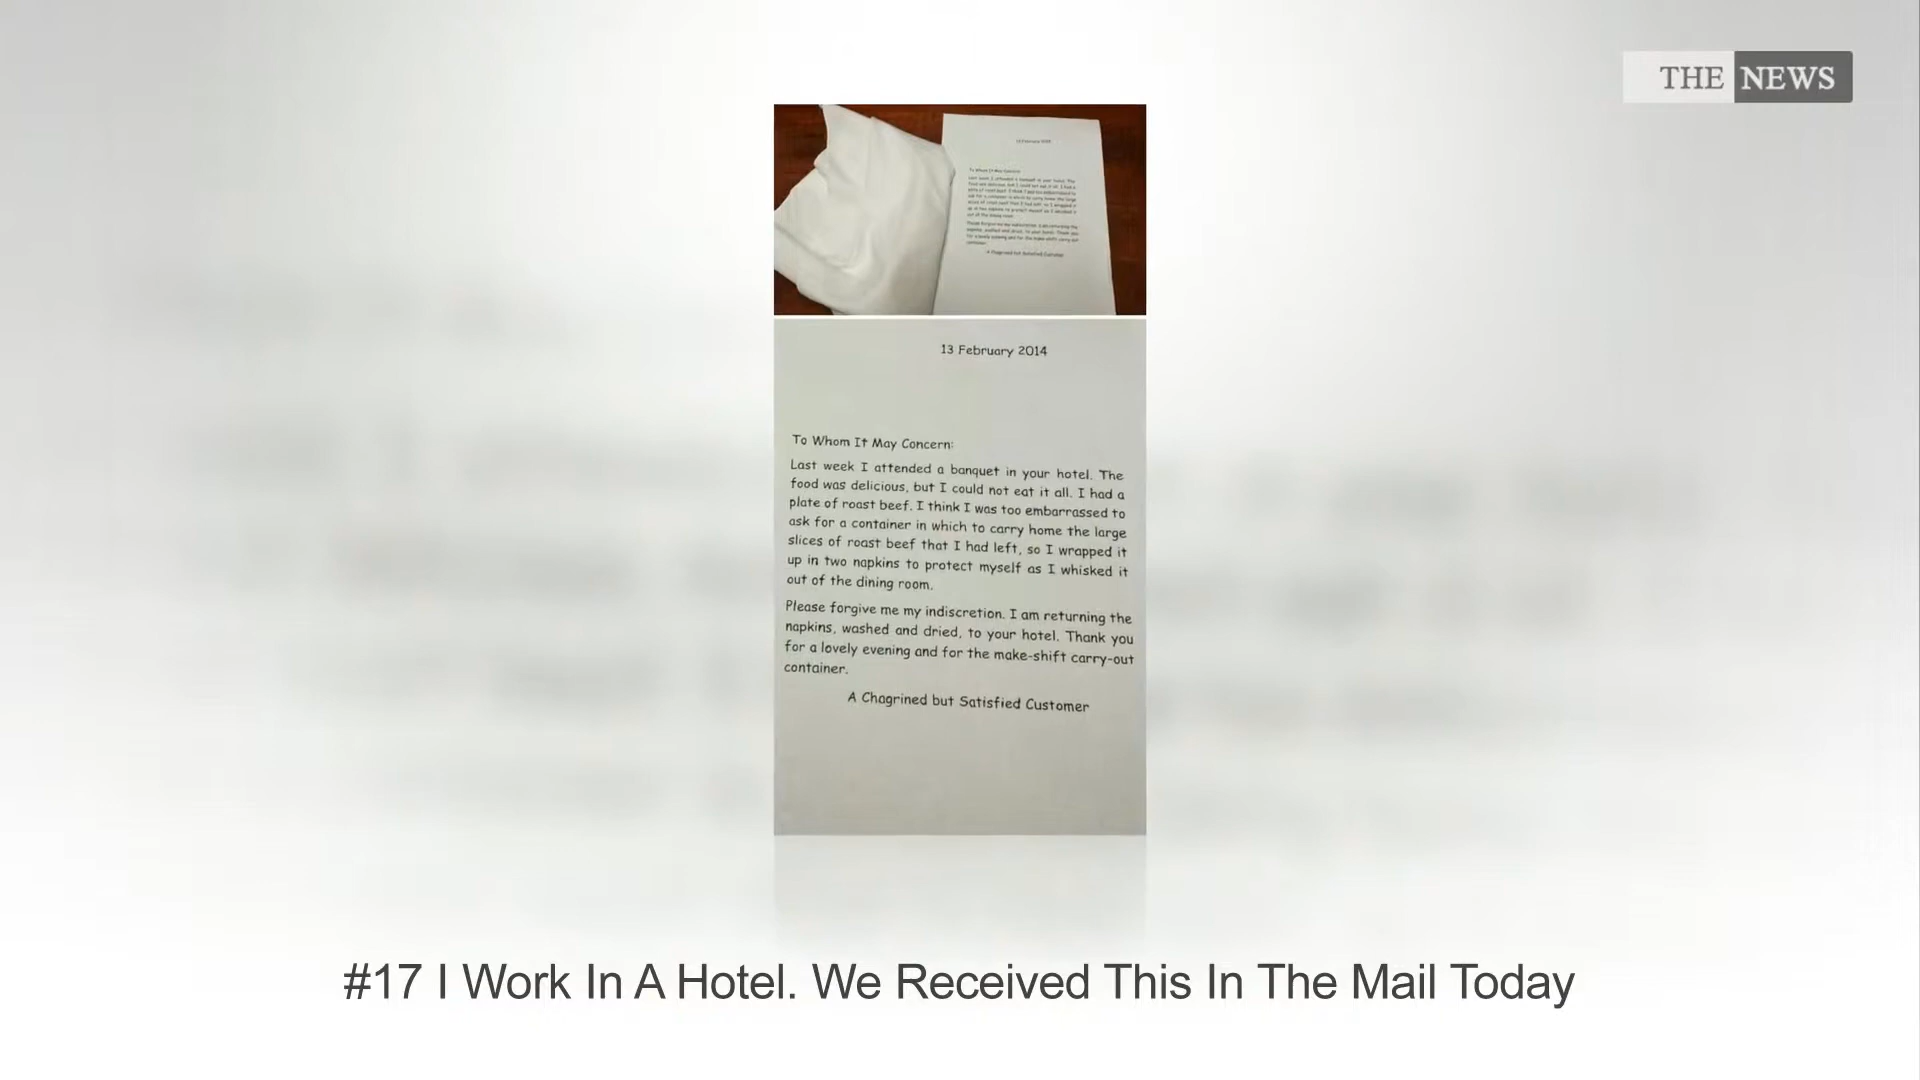 THE NEWS
13 February 2014
To Whom It May Concern:
Last week I attended a banquet in your hotel. The
food was delicious, but I could not eat it all. I had a
plate of roast beef. I think I was too embarrassed to
ask for a container in which to carry home the large
slices of roast beef that I had left, so I wrapped it
up in two napkins to protect myself as I whisked it
out of the dining room.
Please forgive me my indiscretion. I am returning the
napkins, washed and dried, to your hotel. Thank you
for a lovely evening and for the make-shift carry-out
container.
A Chagrined but Satisfied Customer
#17 I Work In A Hotel. We Received This In The Mail Today